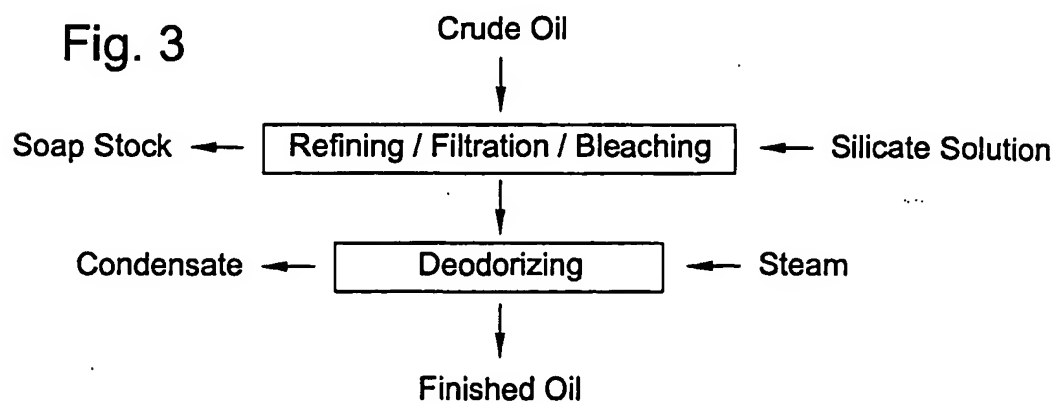 Fig. 3
Crude Oil
Soap Stock
Refining / Filtration / Bleaching
Silicate Solution
Condensate
Deodorizing
Steam
Finished Oil